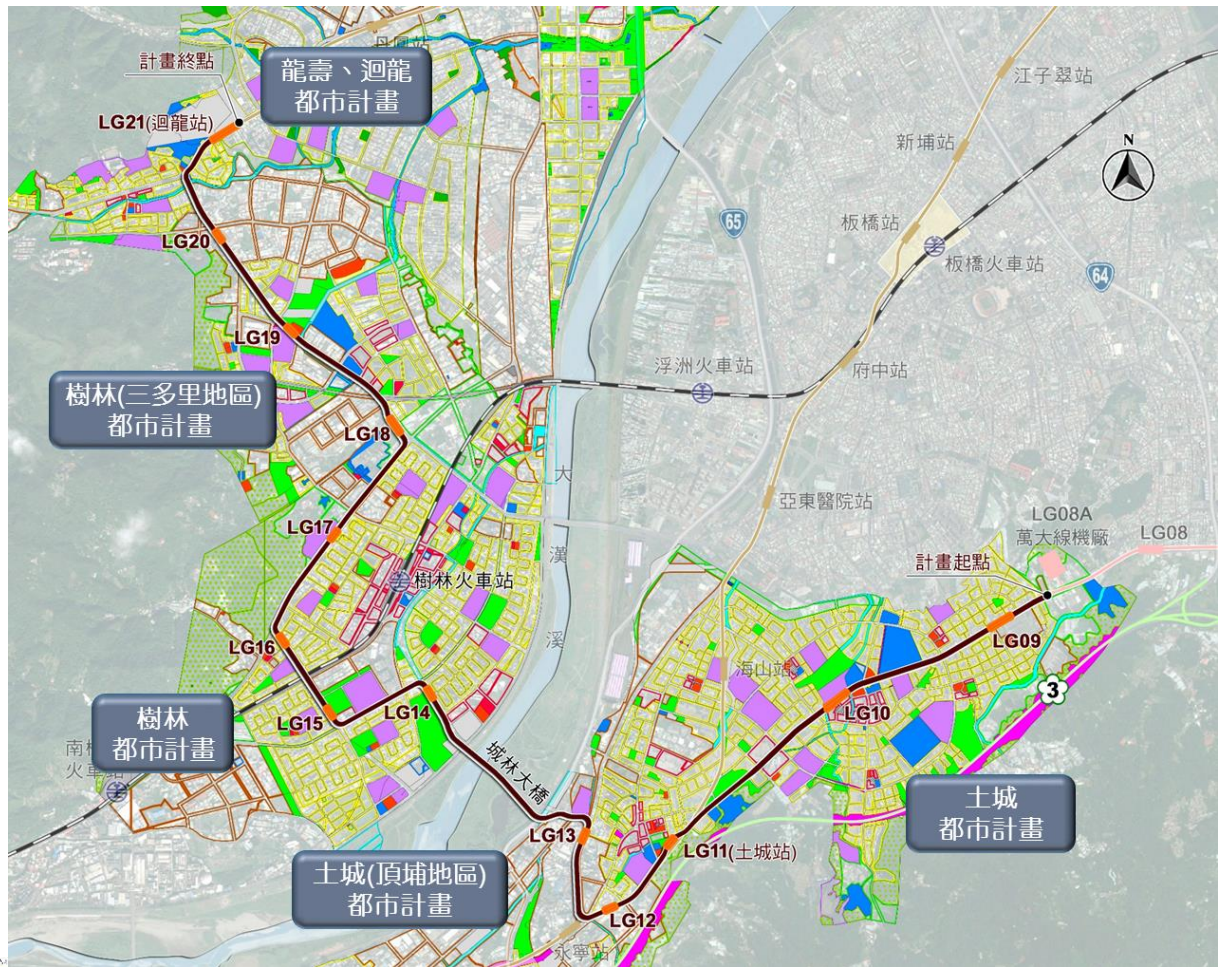 丹鳳站
計畫終點
龍壽、迴龍
都市計畫
江子翠站
LG21(迴龍站)
新埔站
N
65
板橋站
LG20
板橋火車站
64
LG19
浮洲火車站
府中站
樹林(三多里地區)
都市計畫
LG18
大
漢
溪
亞東醫院站
LG08A
萬大線機廠
LG08
LG17
計畫起點
樹林火車站
LG16
LG09
海山站
3
LG15
LG14
LG10
樹林
都市計畫
火車站
城林大橋
土城
都市計畫
LG13
LG11(土城站)
土城(頂埔地區)
都市計畫
LG12
永寧站